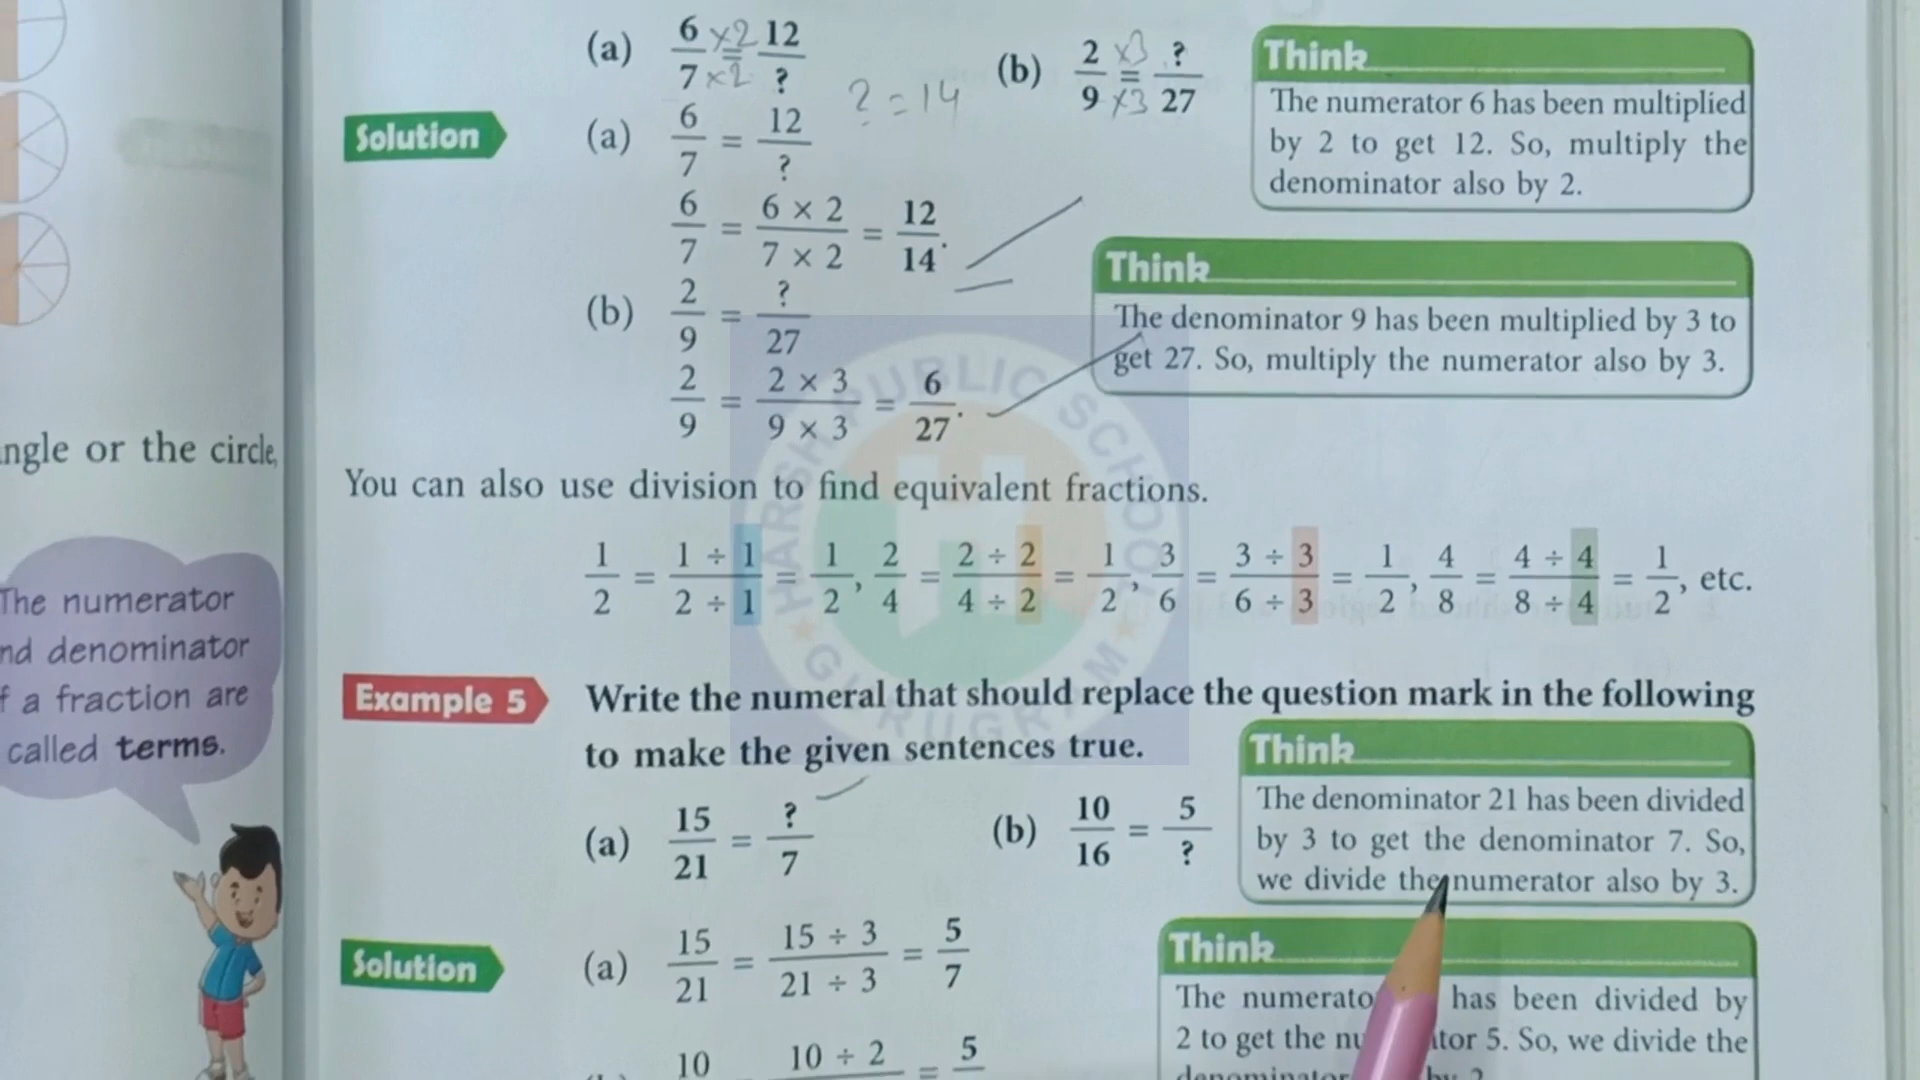 (a) 6/7 ×2 ×2 = 12/?
? = 14
(b) 2/9 ×3 ×3 = ?/27
Think
The numerator 6 has been multiplied
by 2 to get 12. So, multiply the
denominator also by 2.
Solution
(a) 6/7 = 12/?
6/7 = 6 × 2/7 × 2 = 12/14.
(b) 2/9 = ?/27
2/9 = 2 × 3/9 × 3 = 6/27.
Think
The denominator 9 has been multiplied by 3 to
get 27. So, multiply the numerator also by 3.
You can also use division to find equivalent fractions.
1/2 = 1 ÷ 1/2 ÷ 1 = 1/2, 2/4 = 2 ÷ 2/4 ÷ 2 = 1/2, 3/6 = 3 ÷ 3/6 ÷ 3 = 1/2, 4/8 = 4 ÷ 4/8 ÷ 4 = 1/2, etc.
Example 5
Write the numeral that should replace the question mark in the following
to make the given sentences true.
(a) 15/21 = ?/7
(b) 10/16 = 5/?
Think
The denominator 21 has been divided
by 3 to get the denominator 7. So,
we divide the numerator also by 3.
Solution
(a) 15/21 = 15 ÷ 3/21 ÷ 3 = 5/7
10 10 ÷ 2 = 5
Think
The has been divided by
2 to get the 5. So, we divide the
or the circle,
The numerator
denominator
a fraction are
called terms.
HARSH PUBLIC SCHOOL
GURUGRAM